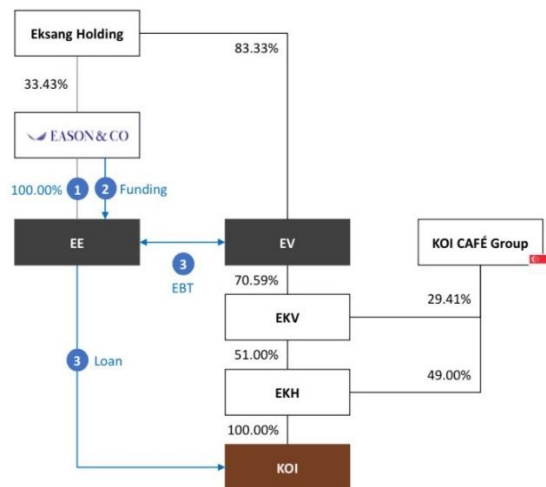 Eksang Holding
83.33%
33.43%
EASON & CO
100.00%
1
2
Funding
EE
EV
KOI CAFÉ Group
3
EBT
70.59%
29.41%
EKV
3
Loan
51.00%
49.00%
EKH
100.00%
KOI